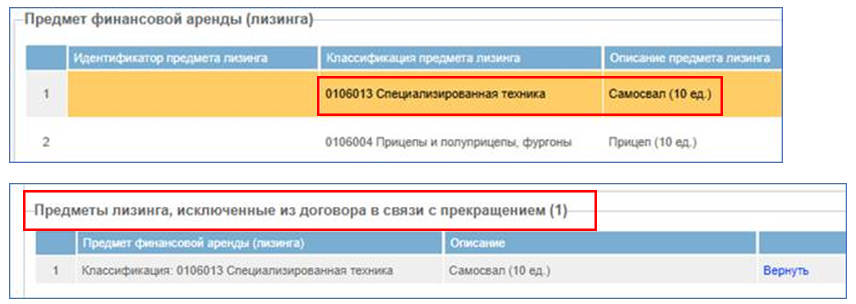 Предмет финансовой аренды (лизинга)
Идентификатор предмета лизинга Классификация предмета лизинга Описание предмета лизинга
1 0106013 Специализированная техника Самосвал (10 ед.)
2 0106004 Прицепы и полуприцепы, фургоны Прицеп (10 ед.)
Предметы лизинга, исключенные из договора в связи с прекращением (1)
Предмет финансовой аренды (лизинга) Описание
1 Классификация: 0106013 Специализированная техника Самосвал (10 ед.) Вернуть